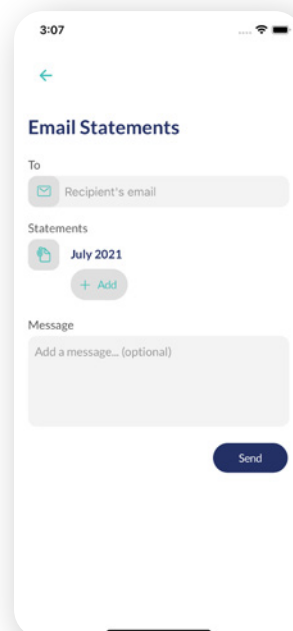 3:07
Email Statements
To
Recipient's email
Statements
July 2021
+ Add
Message
Add a message... (optional)
Send